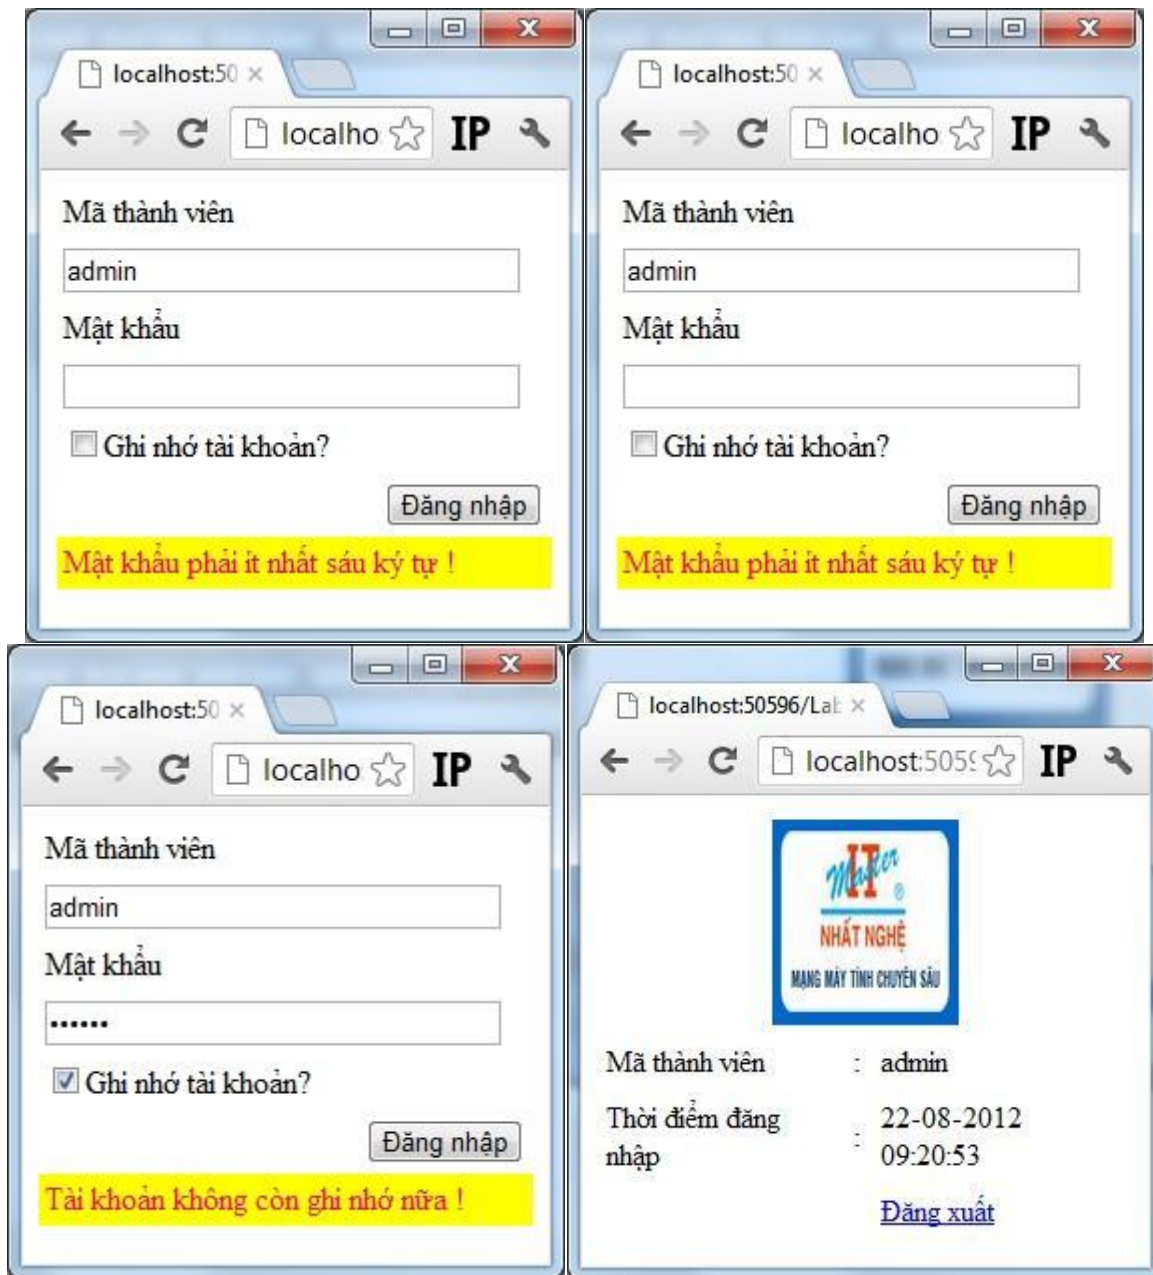 localhost:50
localho
IP
Mã thành viên
admin
Mật khẩu
Ghi nhớ tài khoản?
Đăng nhập
Mật khẩu phải ít nhất sáu ký tự !
localhost:50
localho
IP
Mã thành viên
admin
Mật khẩu
Ghi nhớ tài khoản?
Đăng nhập
Mật khẩu phải ít nhất sáu ký tự !
localhost:50
localho
IP
Mã thành viên
admin
Mật khẩu
••••••
Ghi nhớ tài khoản?
Đăng nhập
Tài khoản không còn ghi nhớ nữa !
localhost:50596/Lab
localhost:5059
IP
IT
Master
®
NHẤT NGHỆ
MẠNG MÁY TÍNH CHUYÊN SÂU
Mã thành viên : admin
Thời điểm đăng nhập : 22-08-2012
09:20:53
Đăng xuất